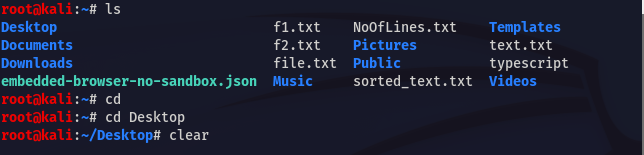 root@kali:~# ls
Desktop f1.txt NoOfLines.txt Templates
Documents f2.txt Pictures text.txt
Downloads file.txt Public typescript
embedded-browser-no-sandbox.json Music sorted_text.txt Videos
root@kali:~# cd
root@kali:~# cd Desktop
root@kali:~/Desktop# clear